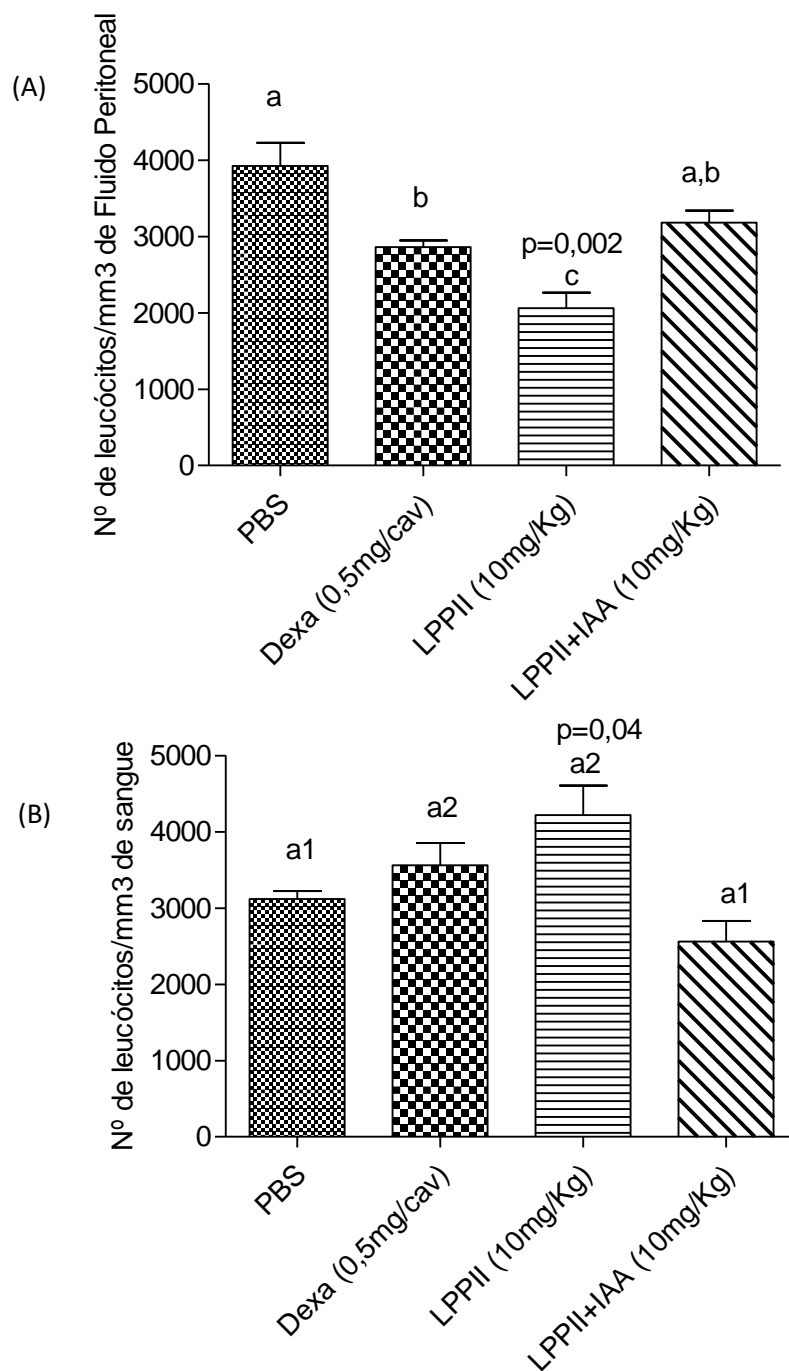 (A)
Nº de leucócitos/mm3 de Fluido Peritoneal
5000
4000
3000
2000
1000
0
a
b
p=0,002
c
a,b
PBS
Dexa (0,5mg/cav)
LPPII (10mg/Kg)
LPPII+IAA (10mg/Kg)
(B)
Nº de leucócitos/mm3 de sangue
5000
4000
3000
2000
1000
0
a1
a2
p=0,04
a2
a1
PBS
Dexa (0,5mg/cav)
LPPII (10mg/Kg)
LPPII+IAA (10mg/Kg)